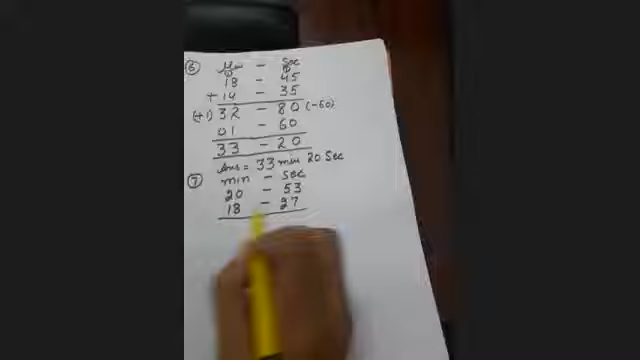 ⑥ Min - Sec
18 - 45
+ 14 - 35
(+1) 32 - 80 (-60)
01 - 60
33 - 20
Ans = 33 min 20 Sec
⑦ min - sec
20 - 53
18 - 27